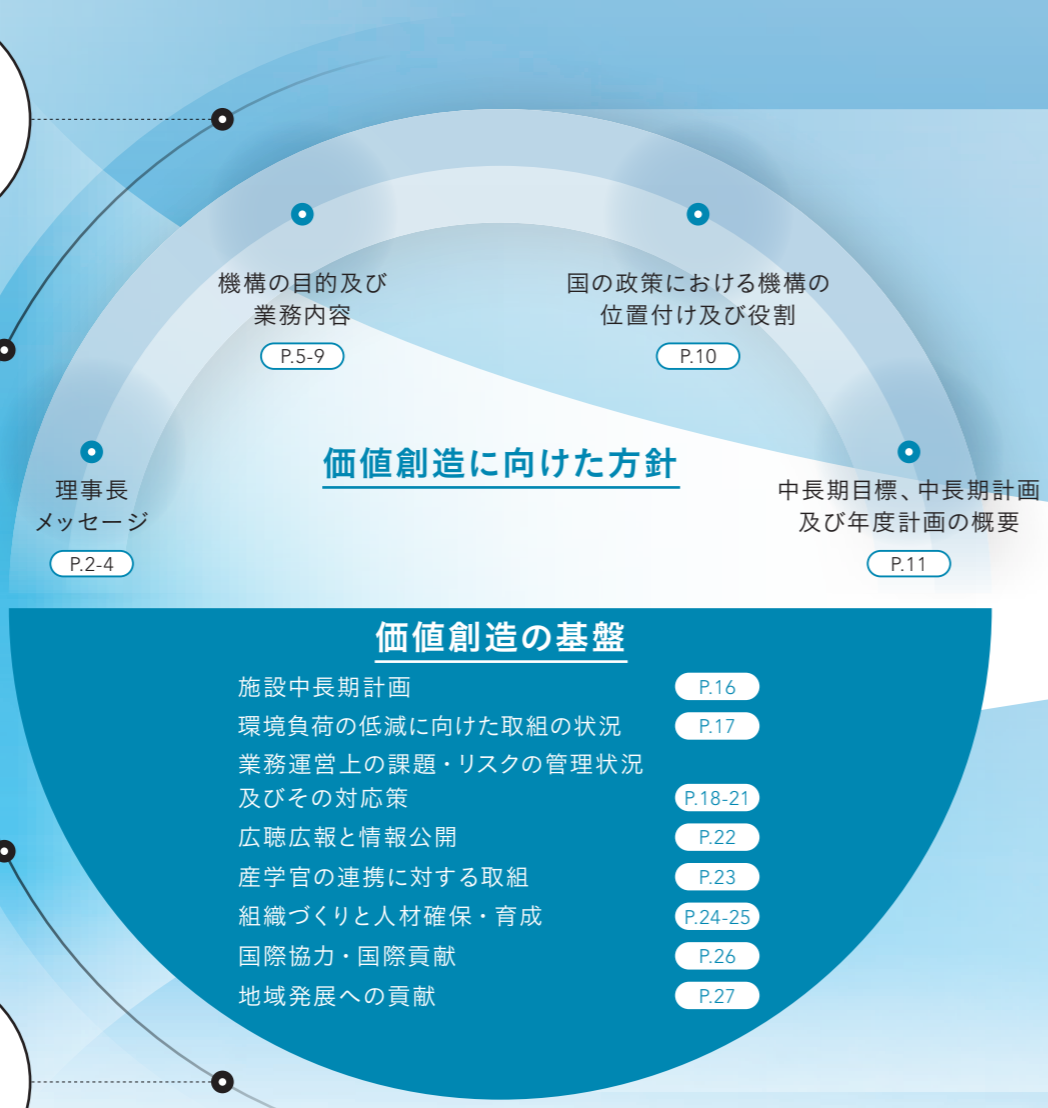 機構の目的及び
業務内容
P.5-9
国の政策における機構の
位置付け及び役割
P.10
価値創造に向けた方針
理事長
メッセージ
P.2-4
中長期目標、中長期計画
及び年度計画の概要
P.11
価値創造の基盤
施設中長期計画 P.16
環境負荷の低減に向けた取組の状況 P.17
業務運営上の課題・リスクの管理状況
及びその対応策 P.18-21
広聴広報と情報公開 P.22
産学官の連携に対する取組 P.23
組織づくりと人材確保・育成 P.24-25
国際協力・国際貢献 P.26
地域発展への貢献 P.27